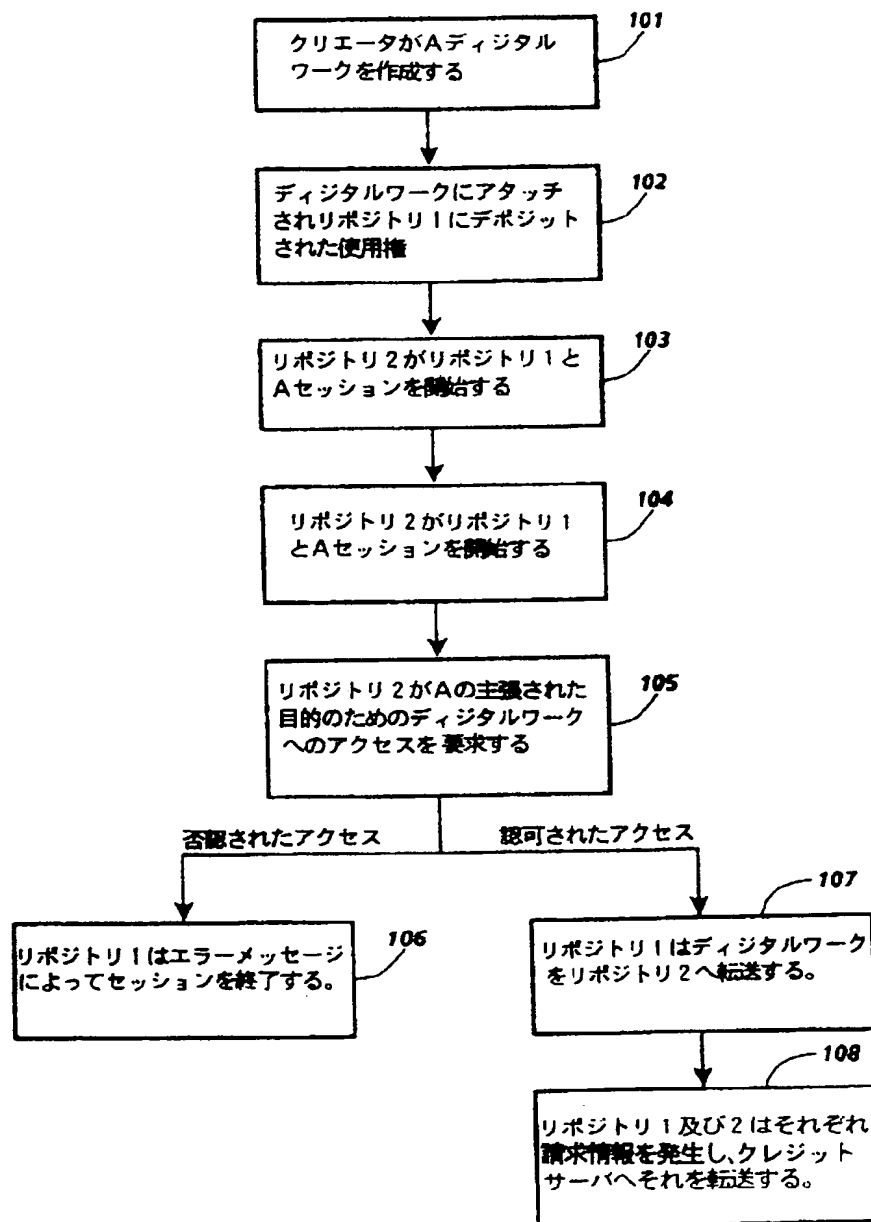 101
クリエータがAディジタル
ワークを作成する
102
ディジタルワークにアタッチ
されリポジトリ1にデポジット
された使用権
103
リポジトリ2がリポジトリ1と
Aセッションを開始する
104
リポジトリ2がリポジトリ1
とAセッションを開始する
105
リポジトリ2がAの主張された
目的のためのディジタルワーク
へのアクセスを要求する
否認されたアクセス
認可されたアクセス
106
リポジトリ1はエラーメッセージ
によってセッションを終了する。
107
リポジトリ1はディジタルワーク
をリポジトリ2へ転送する。
108
リポジトリ1及び2はそれぞれ
請求情報を発生し、クレジット
サーバへそれを転送する。